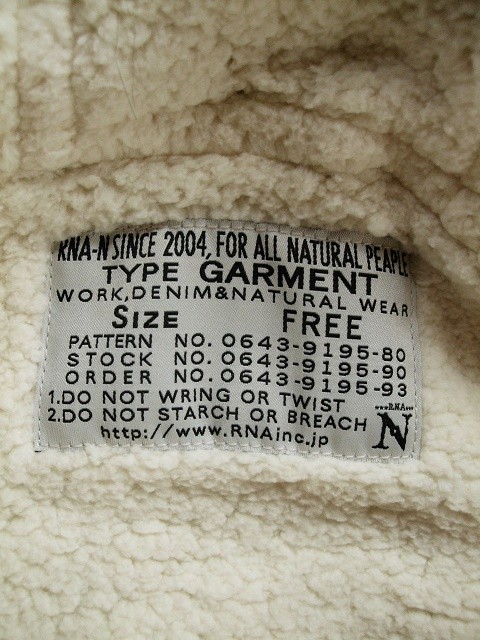 RNA-N SINCE 2004, FOR ALL NATURAL PEAPLE
TYPE GARMENT
WORK, DENIM&NATURAL WEAR
SIZE FREE
PATTERN NO. 0643-9195-80
STOCK NO. 0643-9195-90
ORDER NO. 0643-9195-93
1.DO NOT WRING OR TWIST
2.DO NOT STARCH OR BREACH
http://www.RNAinc.jp
***R.N.A***
N